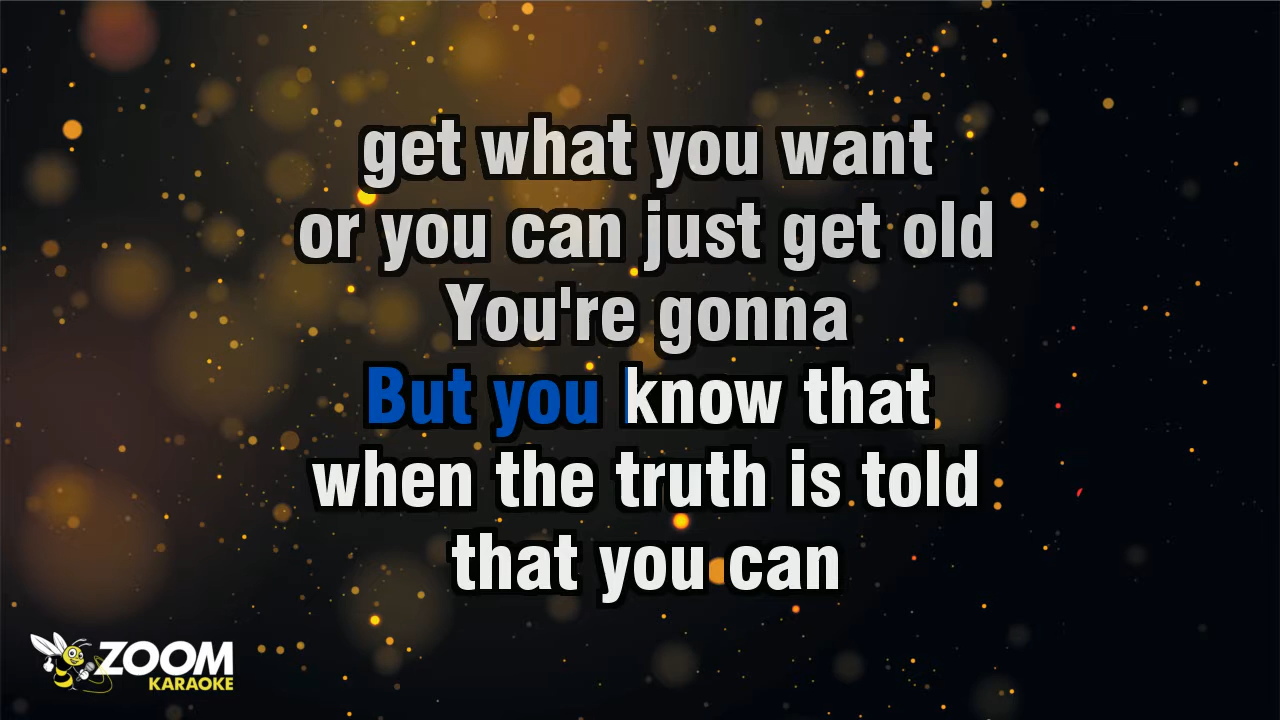 get what you want
or you can just get old
You're gonna
But you know that
when the truth is told
that you can
ZOOM
KARAOKE